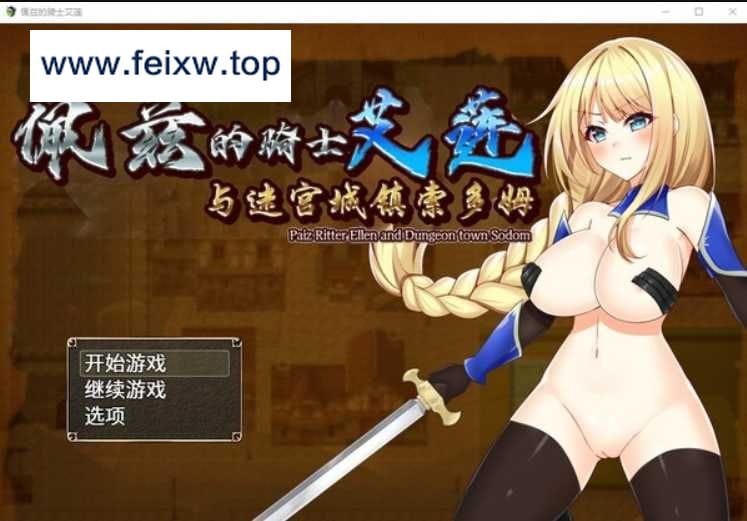 佩兹的骑士艾莲
www.feixw.top
佩兹的骑士艾莲
与迷宫城镇索多姆
Paiz Ritter Ellen and Dungeon town Sodom
开始游戏
继续游戏
选项